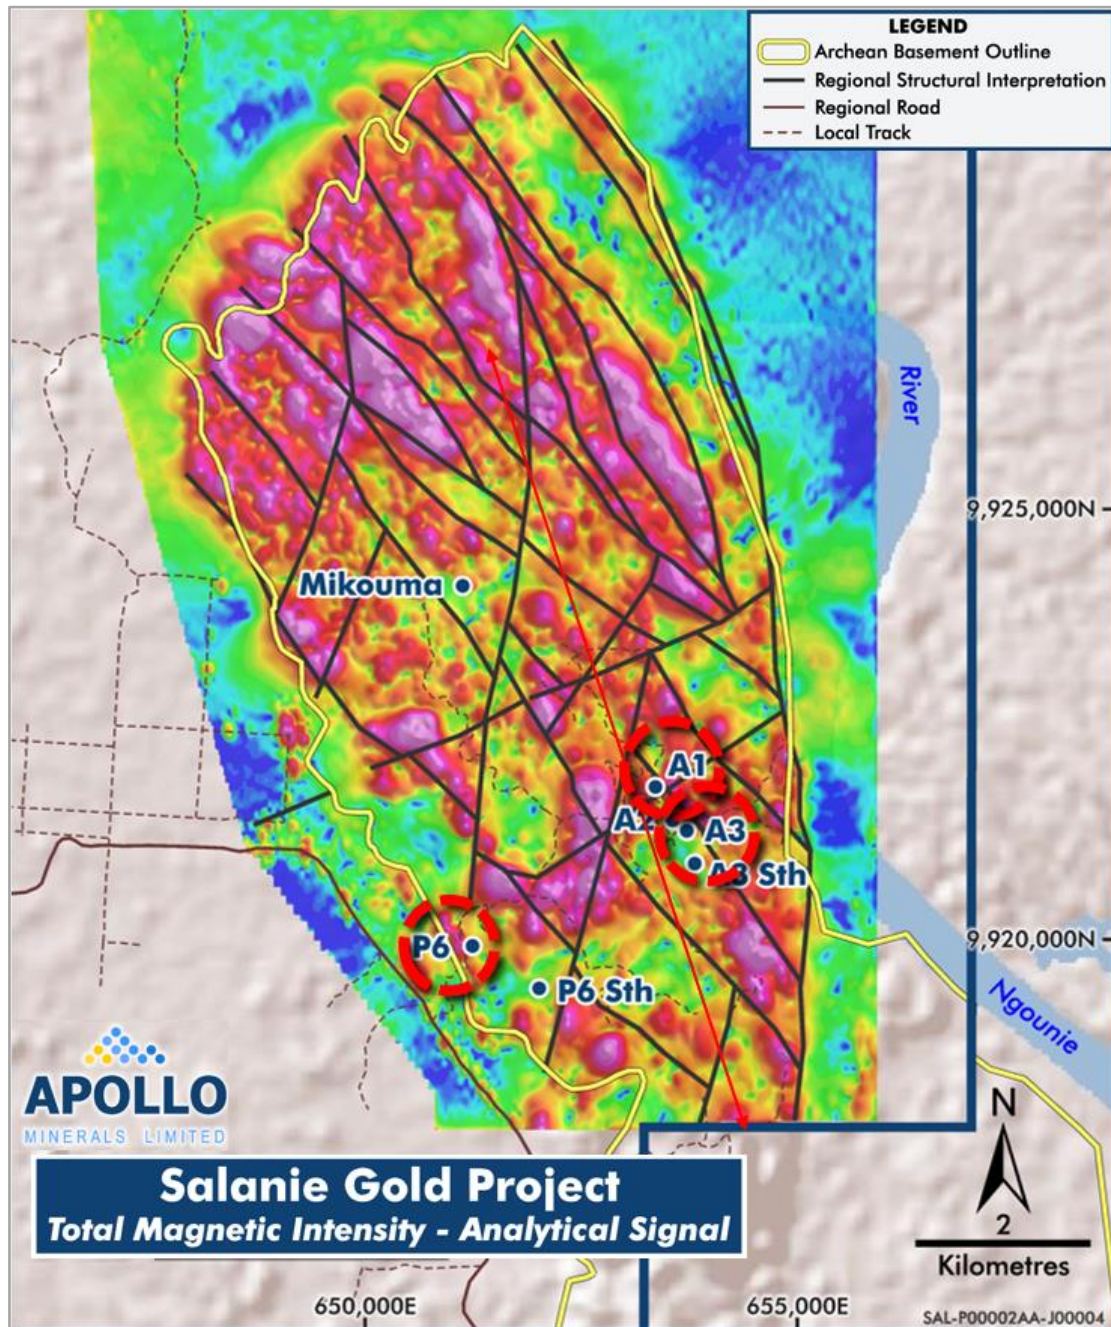 LEGEND
Archean Basement Outline
Regional Structural Interpretation
Regional Road
Local Track
River
9,925,000N
Mikouma
A1
A2
A3
A3 Sth
9,920,000N
P6
P6 Sth
Ngounie
APOLLO
MINERALS LIMITED
N
2
Kilometres
Salanie Gold Project
Total Magnetic Intensity - Analytical Signal
650,000E
655,000E
SAL-P00002AA-J00004